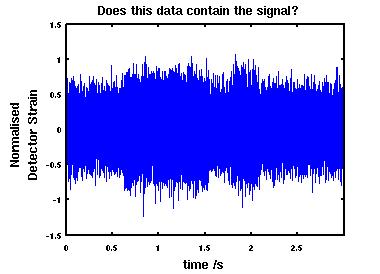 Does this data contain the signal?
1.5
1
0.5
0
-0.5
-1
-1.5
Normalised
Detector Strain
0 0.5 1 1.5 2 2.5
time /s